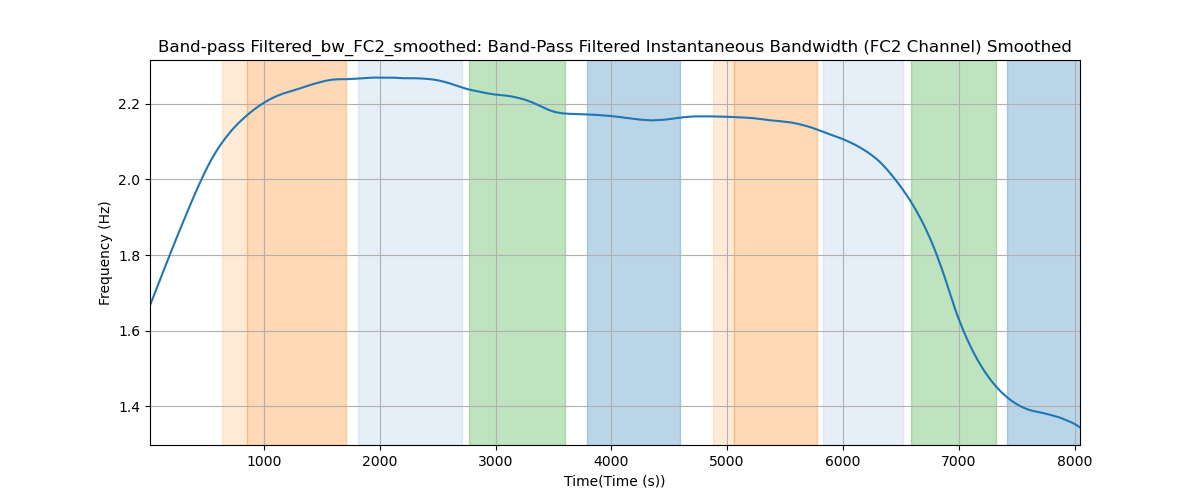 Band-pass Filtered_bw_FC2_smoothed: Band-Pass Filtered Instantaneous Bandwidth (FC2 Channel) Smoothed
Frequency (Hz)
2.2
2.0
1.8
1.6
1.4
1000 2000 3000 4000 5000 6000 7000 8000
Time(Time (s))